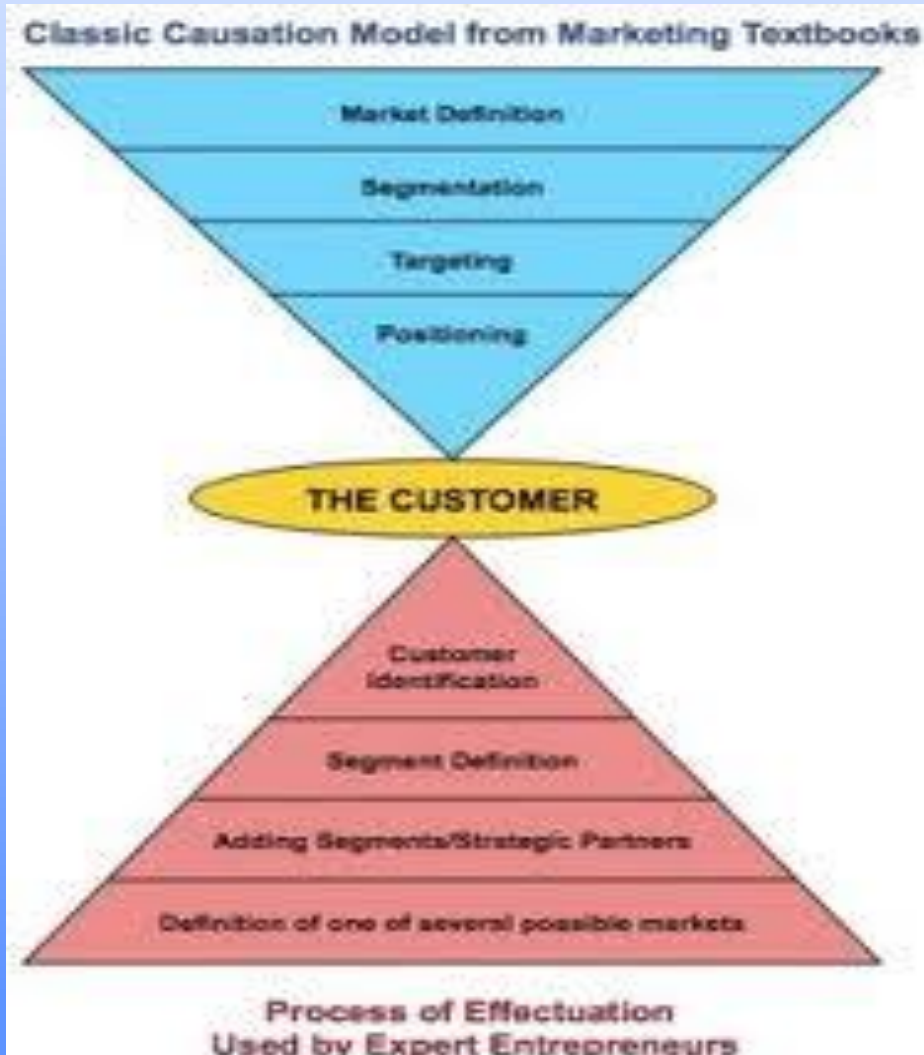 Classic Causation Model from Marketing Textbooks
Market Definition
Segmentation
Targeting
Positioning
THE CUSTOMER
Customer
Identification
Segment Definition
Adding Segments/Strategic Partners
Definition of one of several possible markets
Process of Effectuation
Used by Expert Entrepreneurs